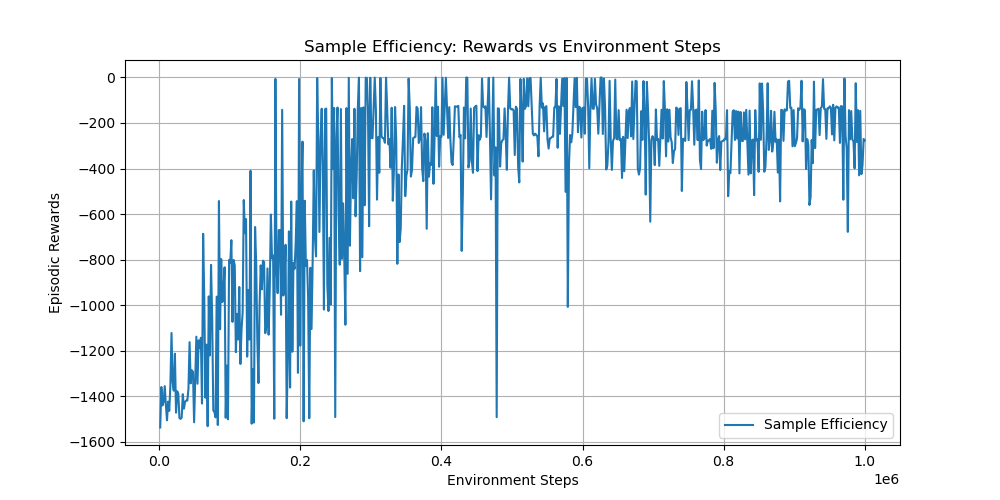 Sample Efficiency: Rewards vs Environment Steps
Episodic Rewards
0
−200
−400
−600
−800
−1000
−1200
−1400
−1600
Sample Efficiency
0.0 0.2 0.4 0.6 0.8 1.0
1e6
Environment Steps